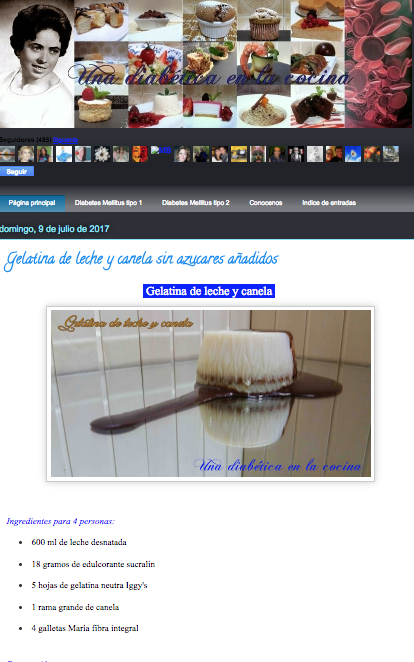 Una diabética en la cocina
Seguidores (485)
Seguir
Página principal
Diabetes Mellitus tipo 1
Diabetes Mellitus tipo 2
Conocenos
Indice de entradas
domingo, 9 de julio de 2017
Gelatina de leche y canela sin azucares añadidos
Gelatina de leche y canela
Gelatina de leche y canela
Una diabética en la cocina
Ingredientes para 4 personas:
600 ml de leche desnatada
18 gramos de edulcorante sucralin
5 hojas de gelatina neutra Iggy's
1 rama grande de canela
4 galletas María fibra integral